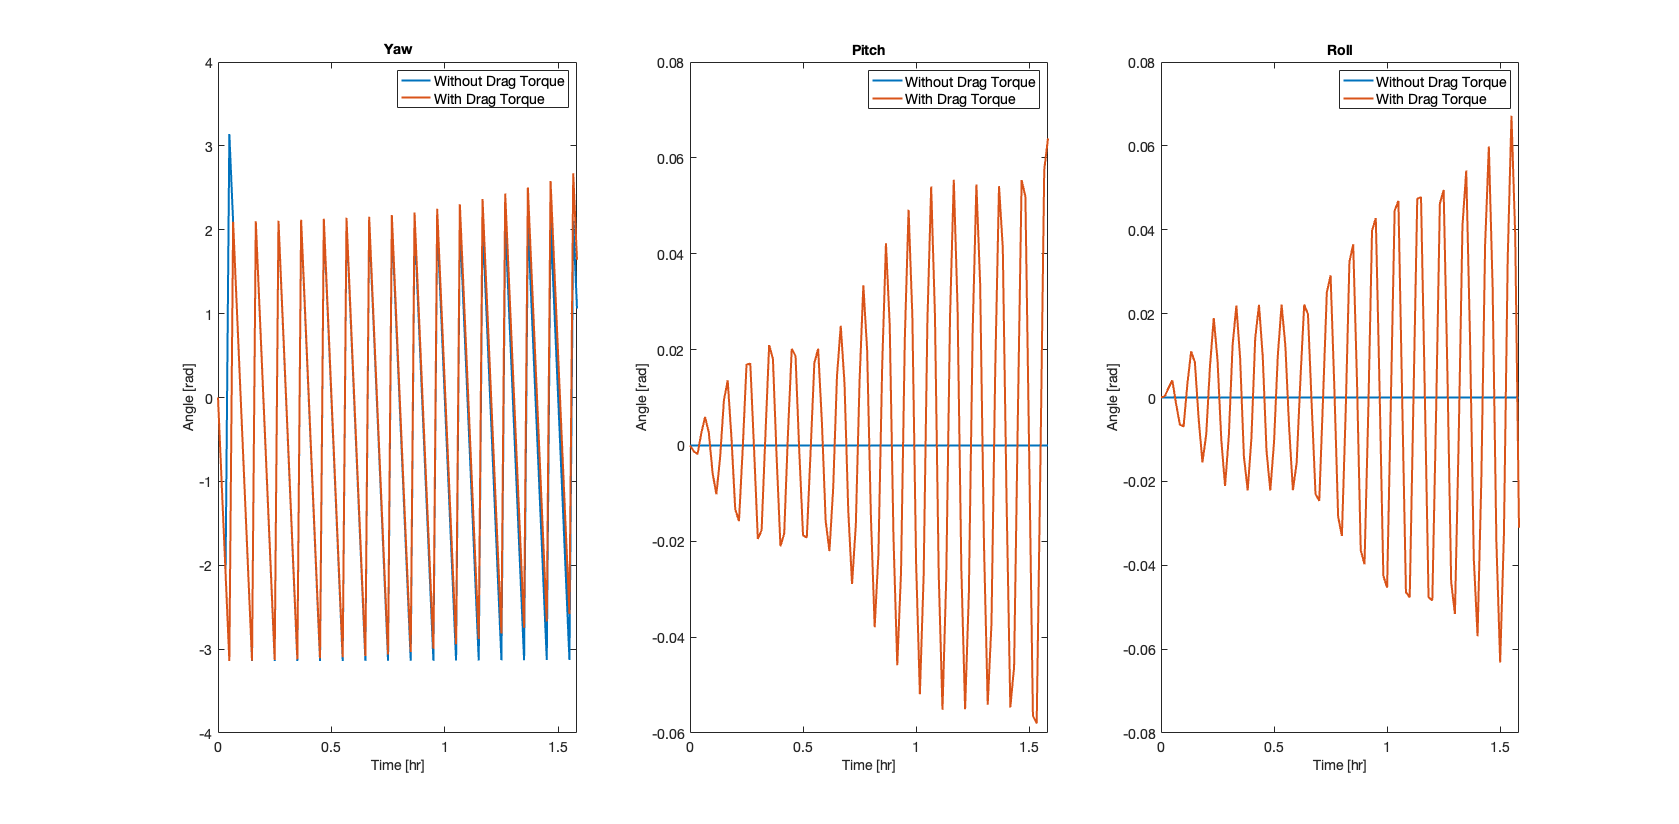 Yaw
Without Drag Torque
With Drag Torque
4
3
2
1
0
-1
-2
-3
-4
Angle [rad]
0
0.5
1
1.5
Time [hr]
Pitch
Without Drag Torque
With Drag Torque
0.08
0.06
0.04
0.02
0
-0.02
-0.04
-0.06
Angle [rad]
0
0.5
1
1.5
Time [hr]
Roll
Without Drag Torque
With Drag Torque
0.08
0.06
0.04
0.02
0
-0.02
-0.04
-0.06
-0.08
Angle [rad]
0
0.5
1
1.5
Time [hr]